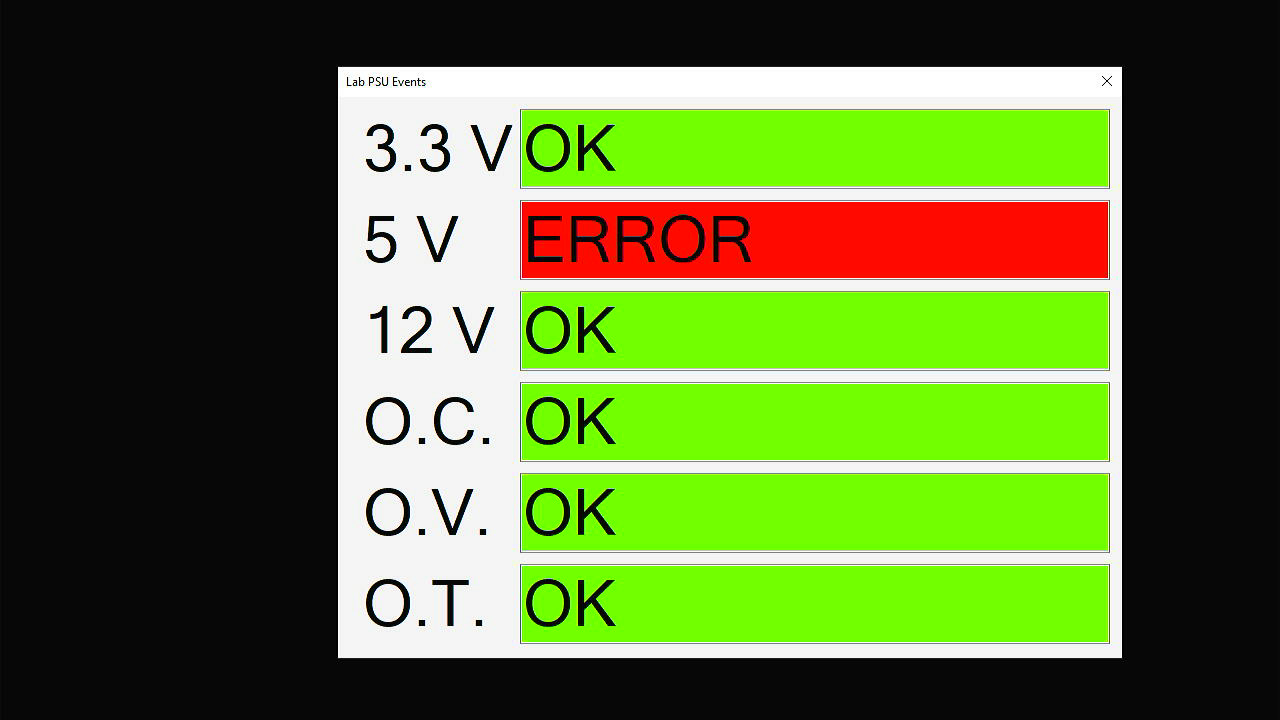 Lab PSU Events
3.3 V OK
5 V ERROR
12 V OK
O.C. OK
O.V. OK
O.T. OK